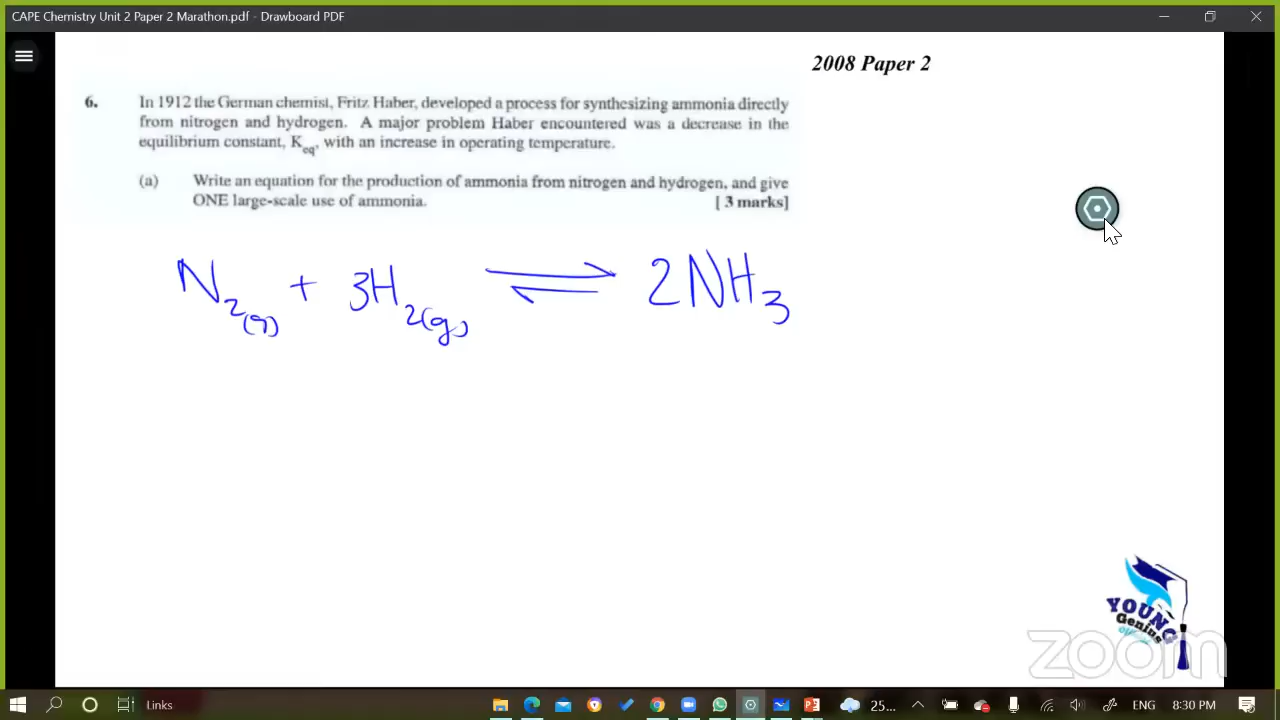 CAPE Chemistry Unit 2 Paper 2 Marathon.pdf - Drawboard PDF
2008 Paper 2
6. In 1912 the German chemist, Fritz Haber, developed a process for synthesizing ammonia directly
from nitrogen and hydrogen. A major problem Haber encountered was a decrease in the
equilibrium constant, Keq, with an increase in operating temperature.
(a) Write an equation for the production of ammonia from nitrogen and hydrogen, and give
ONE large-scale use of ammonia. [ 3 marks]
N2(g) + 3H2(g) ⇌ 2NH3
YOUNG
Genius
zoom
Links
25...
ENG
8:30 PM